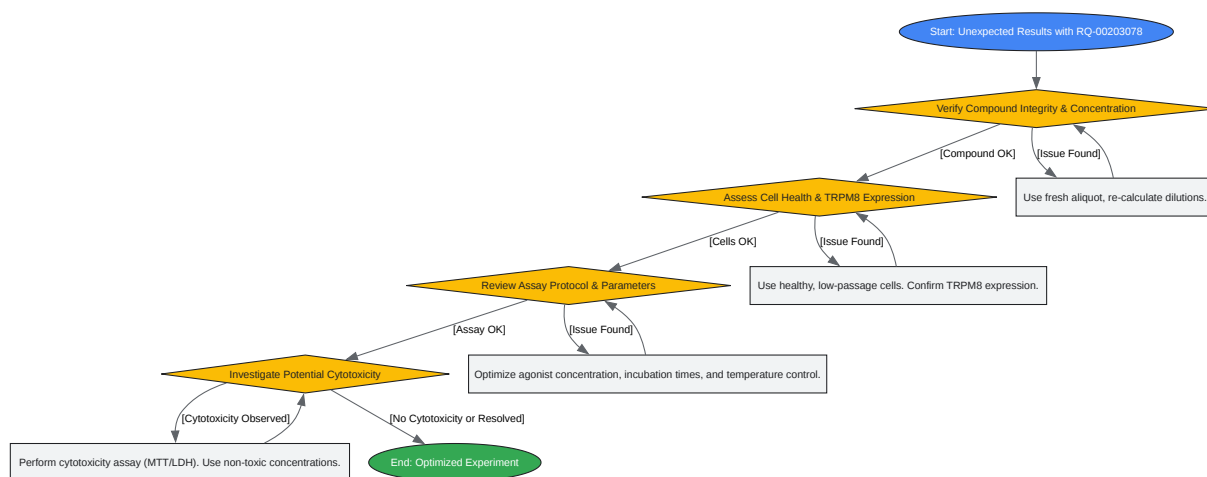 Start: Unexpected Results with RQ-00203078
Verify Compound Integrity & Concentration
[Compound OK]
[Issue Found]
Assess Cell Health & TRPM8 Expression
Use fresh aliquot, re-calculate dilutions.
[Cells OK]
[Issue Found]
Review Assay Protocol & Parameters
Use healthy, low-passage cells. Confirm TRPM8 expression.
[Assay OK]
[Issue Found]
Investigate Potential Cytotoxicity
Optimize agonist concentration, incubation times, and temperature control.
[Cytotoxicity Observed]
[No Cytotoxicity or Resolved]
Perform cytotoxicity assay (MTT/LDH). Use non-toxic concentrations.
End: Optimized Experiment